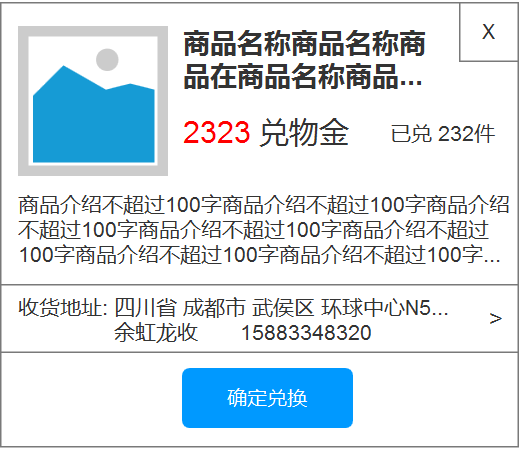 X
商品名称商品名称商
品在商品名称商品...
2323 兑物金 已兑 232件
商品介绍不超过100字商品介绍不超过100字商品介绍
不超过100字商品介绍不超过100字商品介绍不超过
100字商品介绍不超过100字商品介绍不超过100字...
收货地址: 四川省 成都市 武侯区 环球中心N5...
余虹龙收 15883348320
>
确定兑换